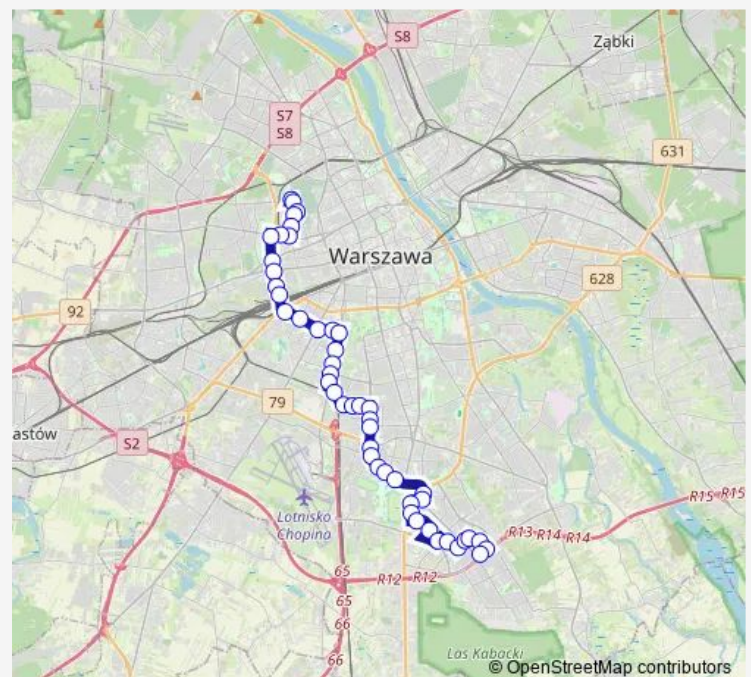 S8
Ząbki
S7
S8
631
Warszawa
628
92
79
astów
S2
Lotnisko
Chopina
R15 R15
R13 R14 R14
65
R12 R12
65
66
66
Las Kabacki
© OpenStreetMap contributors